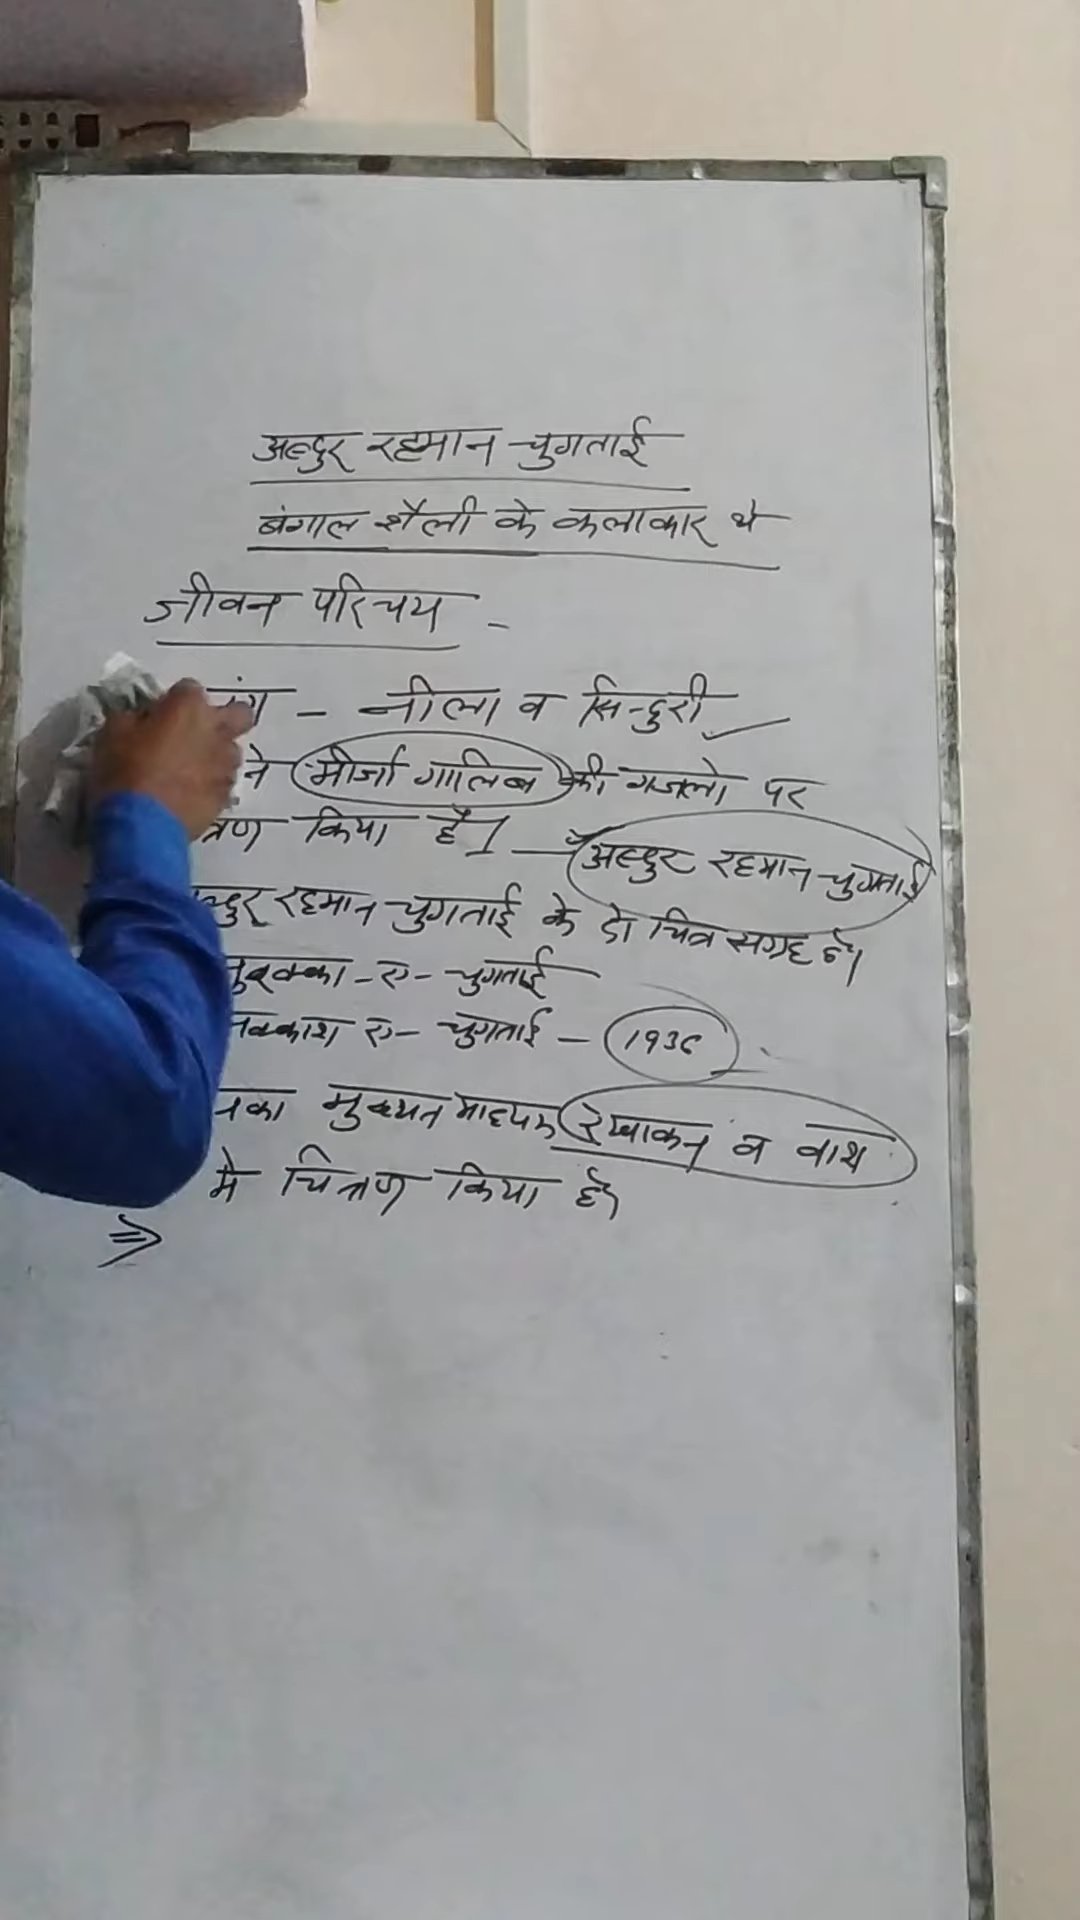 अब्दुर रहमान चुगताई
बंगाल शैली के कलाकार थे
जीवन परिचय -
रंग - नीला व सिन्दुरी
ने मीर्जा गालिब की गजलो पर
त्रण किया है। → अब्दुर रहमान चुगताई
ब्दुर रहमान चुगताई के दो चित्र संग्रह है।
मुरक्का - ए - चुगताई
नक्काश ए - चुगताई - 1936
नका मुख्यत माध्यम रेखाकन व वाश
मे चित्रण किया है।
⇒